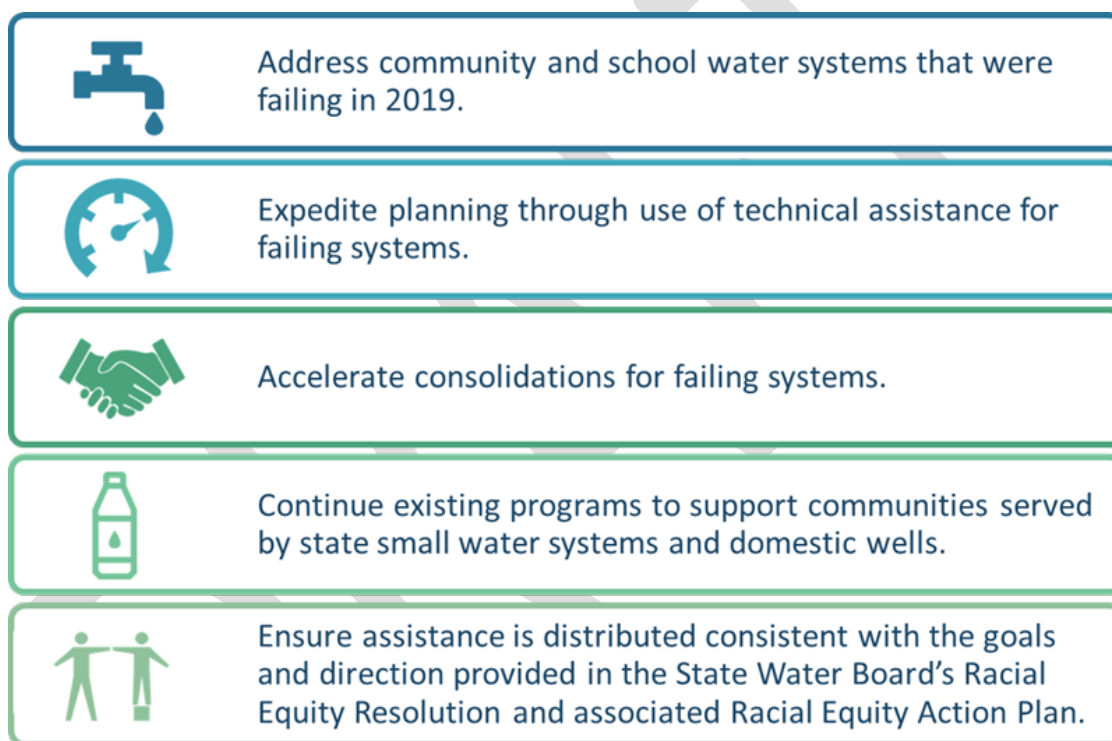 Address community and school water systems that were
failing in 2019.
Expedite planning through use of technical assistance for
failing systems.
Accelerate consolidations for failing systems.
Continue existing programs to support communities served
by state small water systems and domestic wells.
Ensure assistance is distributed consistent with the goals
and direction provided in the State Water Board’s Racial
Equity Resolution and associated Racial Equity Action Plan.